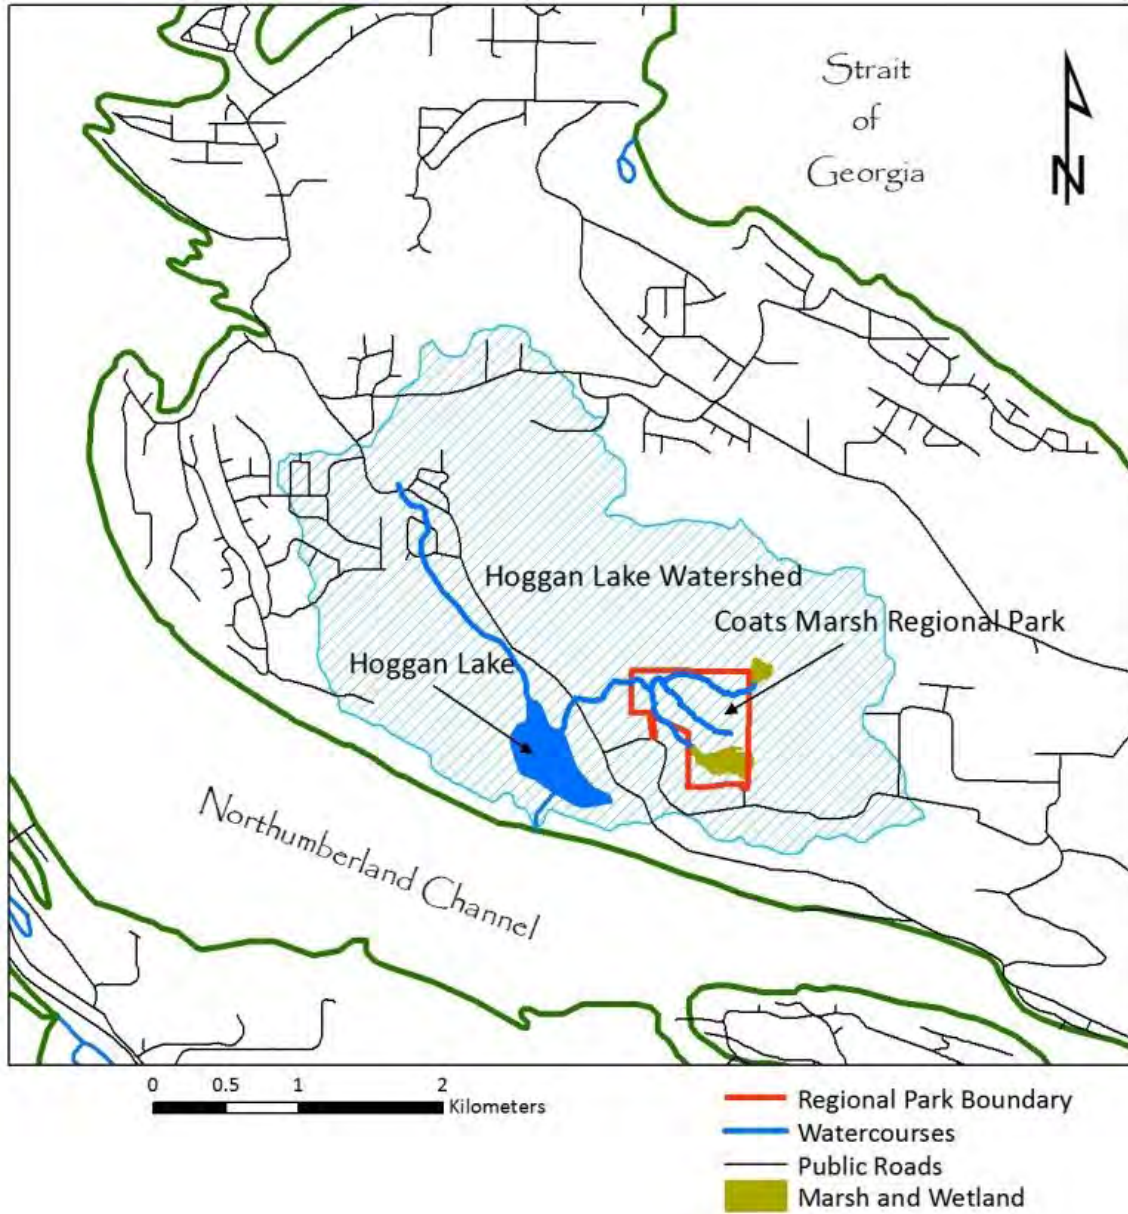 Strait
of
Georgia
N
Hoggan Lake Watershed
Coats Marsh Regional Park
Hoggan Lake
Northumberland Channel
0 0.5 1 2
Kilometers
Regional Park Boundary
Watercourses
Public Roads
Marsh and Wetland